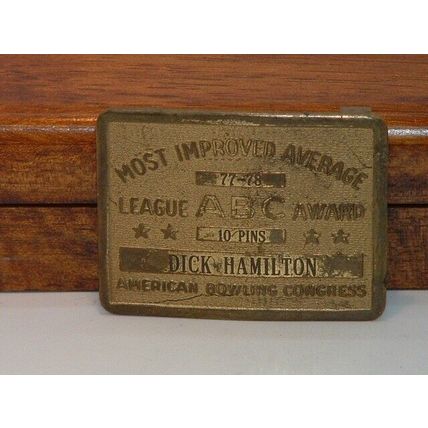 MOST IMPROVED AVERAGE
77-78
LEAGUE ABC AWARD
10 PINS
DICK HAMILTON
AMERICAN BOWLING CONGRESS